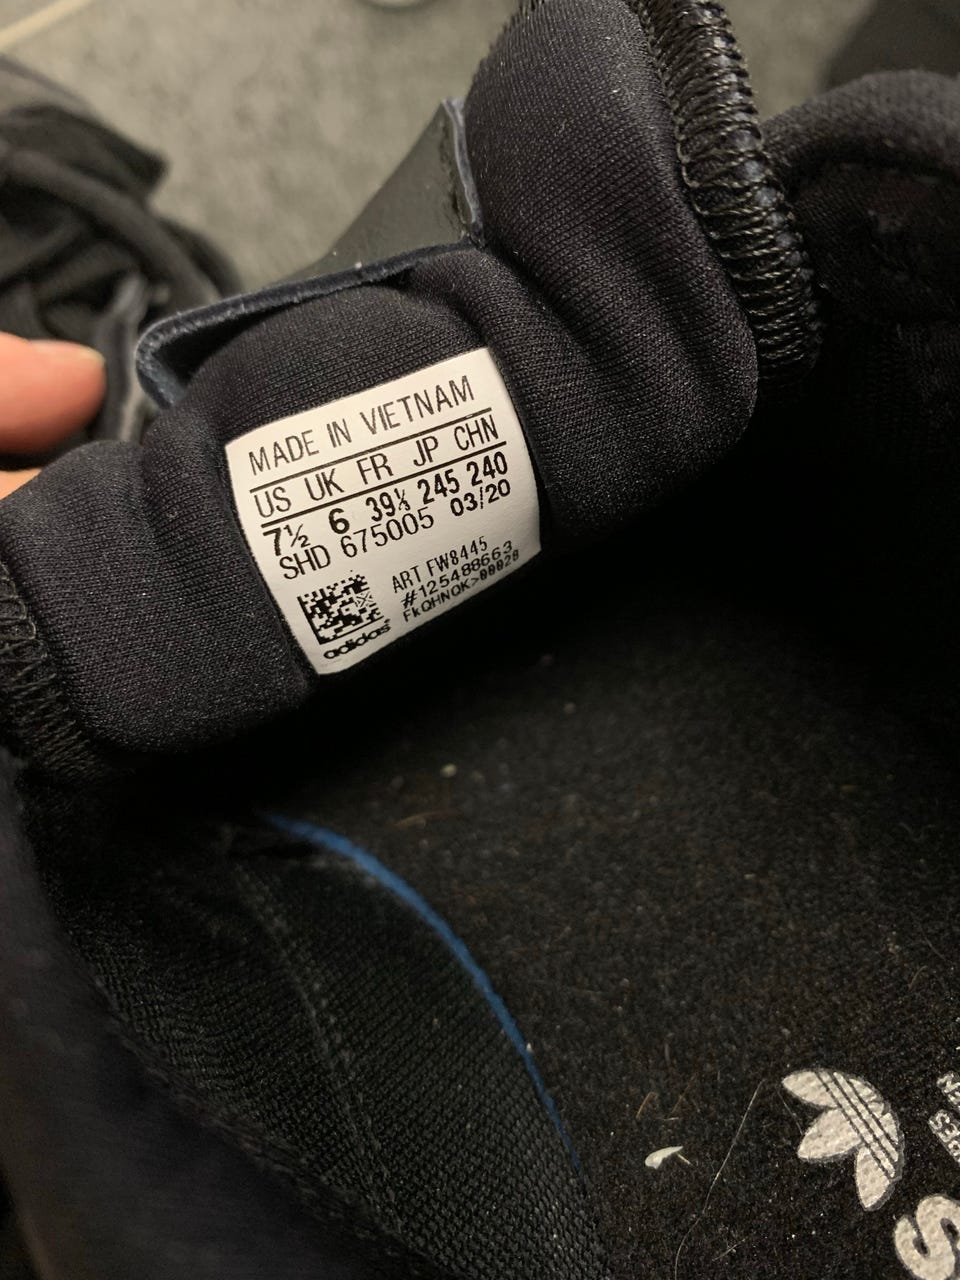 MADE IN VIETNAM
US UK FR JP CHN
7½ 6 39⅓ 245 240
SHD 675005 03/20
ART FW8445
#125488663
FkQHNQK>00028
adidas